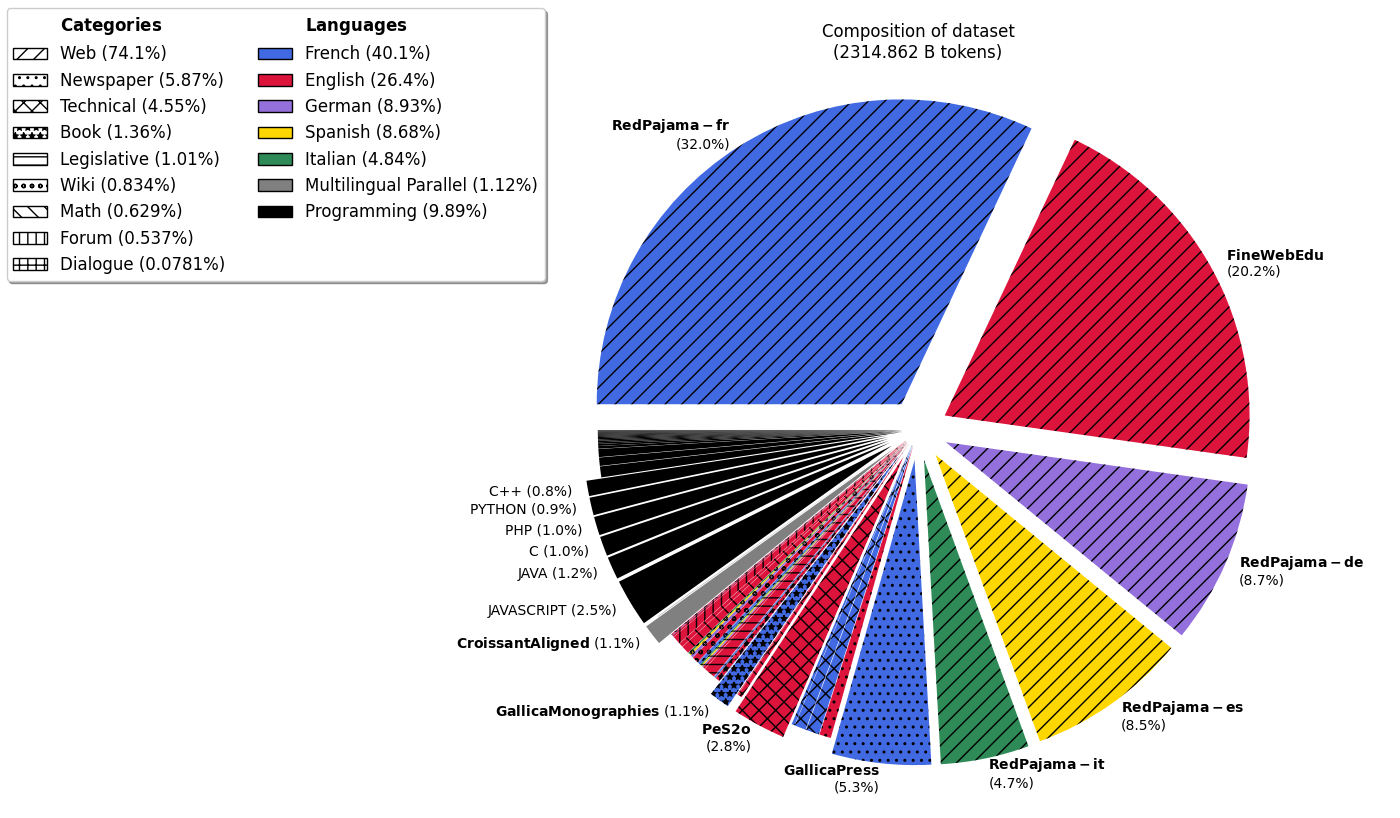 Categories
Web (74.1%)
Newspaper (5.87%)
Technical (4.55%)
Book (1.36%)
Legislative (1.01%)
Wiki (0.834%)
Math (0.629%)
Forum (0.537%)
Dialogue (0.0781%)
Languages
French (40.1%)
English (26.4%)
German (8.93%)
Spanish (8.68%)
Italian (4.84%)
Multilingual Parallel (1.12%)
Programming (9.89%)
Composition of dataset
(2314.862 B tokens)
RedPajama−fr
(32.0%)
FineWebEdu
(20.2%)
RedPajama−de
(8.7%)
RedPajama−es
(8.5%)
RedPajama−it
(4.7%)
GallicaPress
(5.3%)
PeS2o
(2.8%)
GallicaMonographies (1.1%)
CroissantAligned (1.1%)
JAVASCRIPT (2.5%)
JAVA (1.2%)
C (1.0%)
PHP (1.0%)
PYTHON (0.9%)
C++ (0.8%)